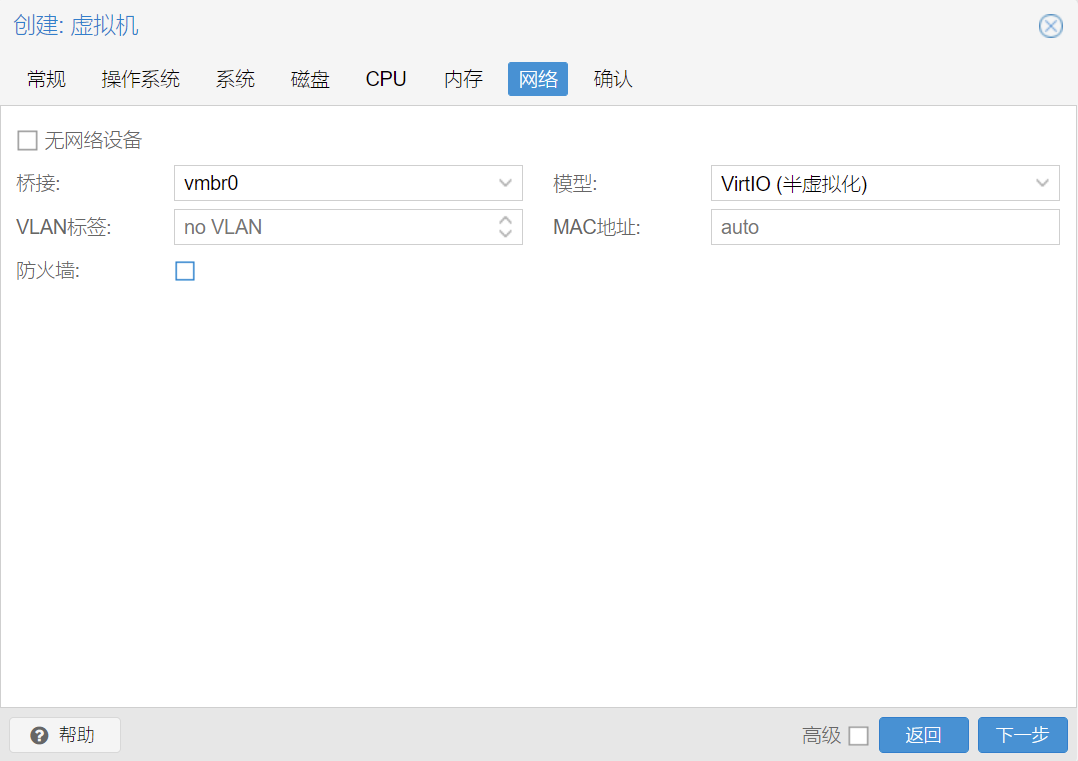 创建: 虚拟机
常规 操作系统 系统 磁盘 CPU 内存 网络 确认
无网络设备
桥接: vmbr0 模型: VirtIO (半虚拟化)
VLAN标签: no VLAN MAC地址: auto
防火墙:
帮助 高级 返回 下一步